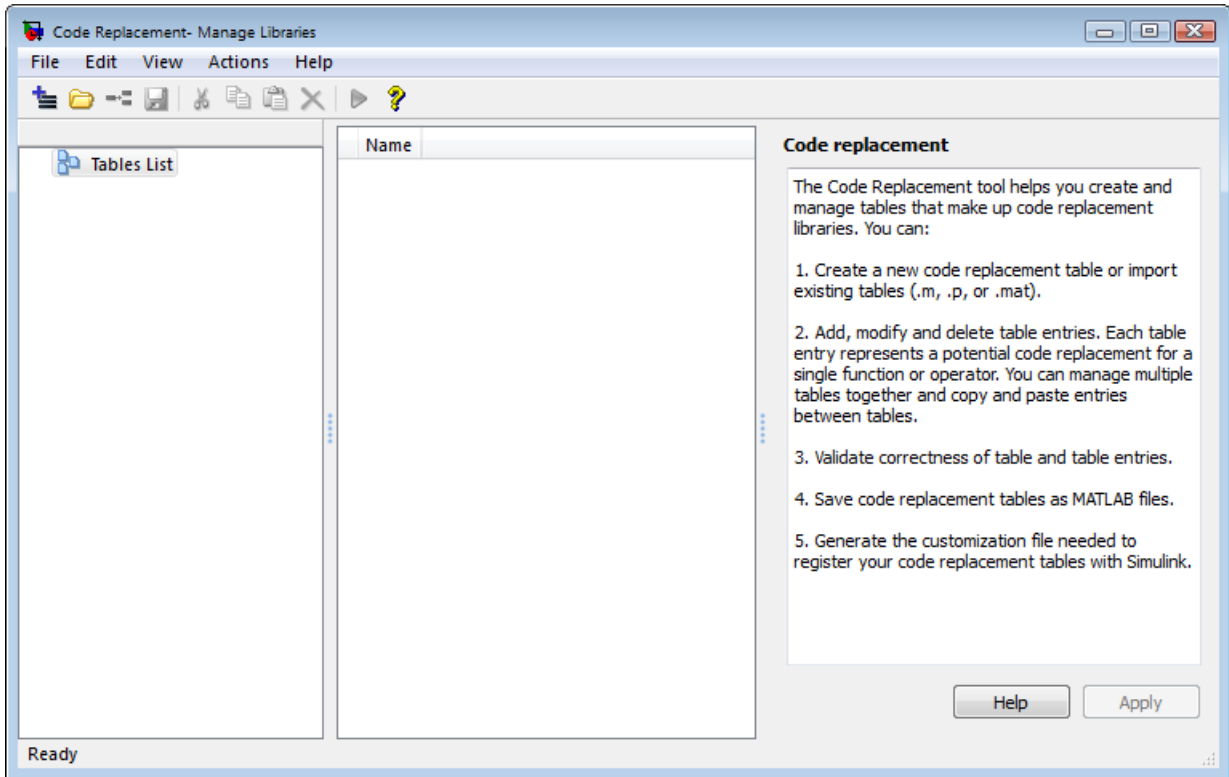 Code Replacement- Manage Libraries
File Edit View Actions Help
Tables List
Name
Code replacement
The Code Replacement tool helps you create and
manage tables that make up code replacement
libraries. You can:
1. Create a new code replacement table or import
existing tables (.m, .p, or .mat).
2. Add, modify and delete table entries. Each table
entry represents a potential code replacement for a
single function or operator. You can manage multiple
tables together and copy and paste entries
between tables.
3. Validate correctness of table and table entries.
4. Save code replacement tables as MATLAB files.
5. Generate the customization file needed to
register your code replacement tables with Simulink.
Help Apply
Ready